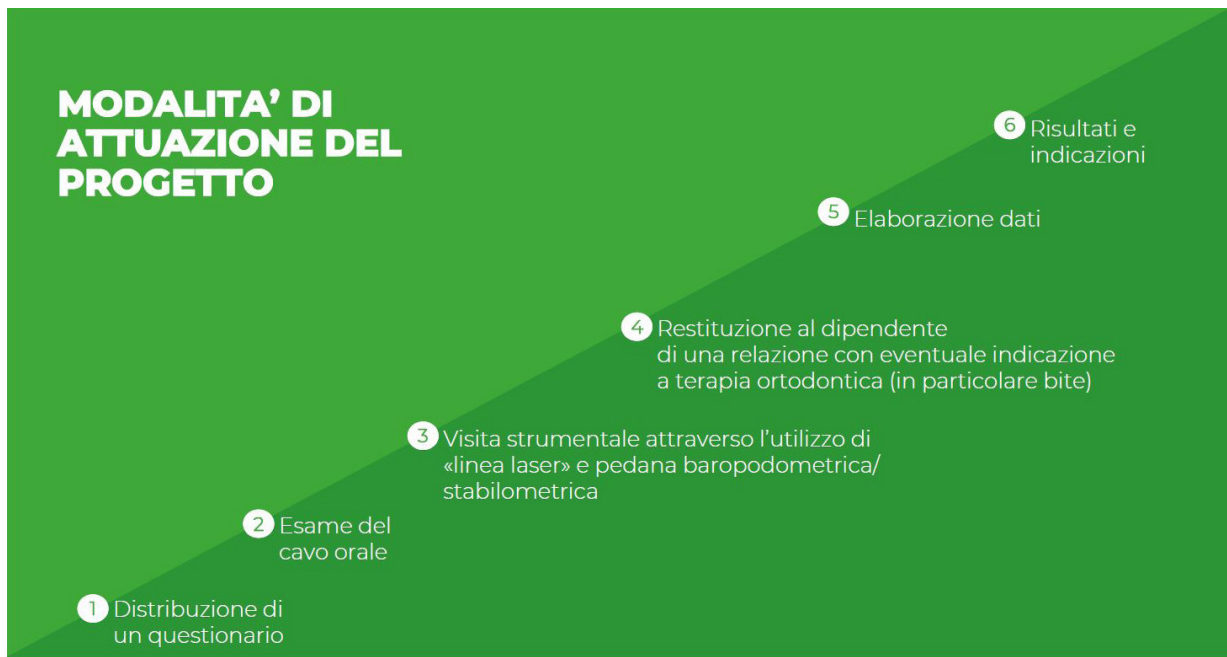 MODALITA’ DI
ATTUAZIONE DEL
PROGETTO
1 Distribuzione di
un questionario
2 Esame del
cavo orale
3 Visita strumentale attraverso l’utilizzo di
«linea laser» e pedana baropodometrica/
stabilometrica
4 Restituzione al dipendente
di una relazione con eventuale indicazione
a terapia ortodontica (in particolare bite)
5 Elaborazione dati
6 Risultati e
indicazioni